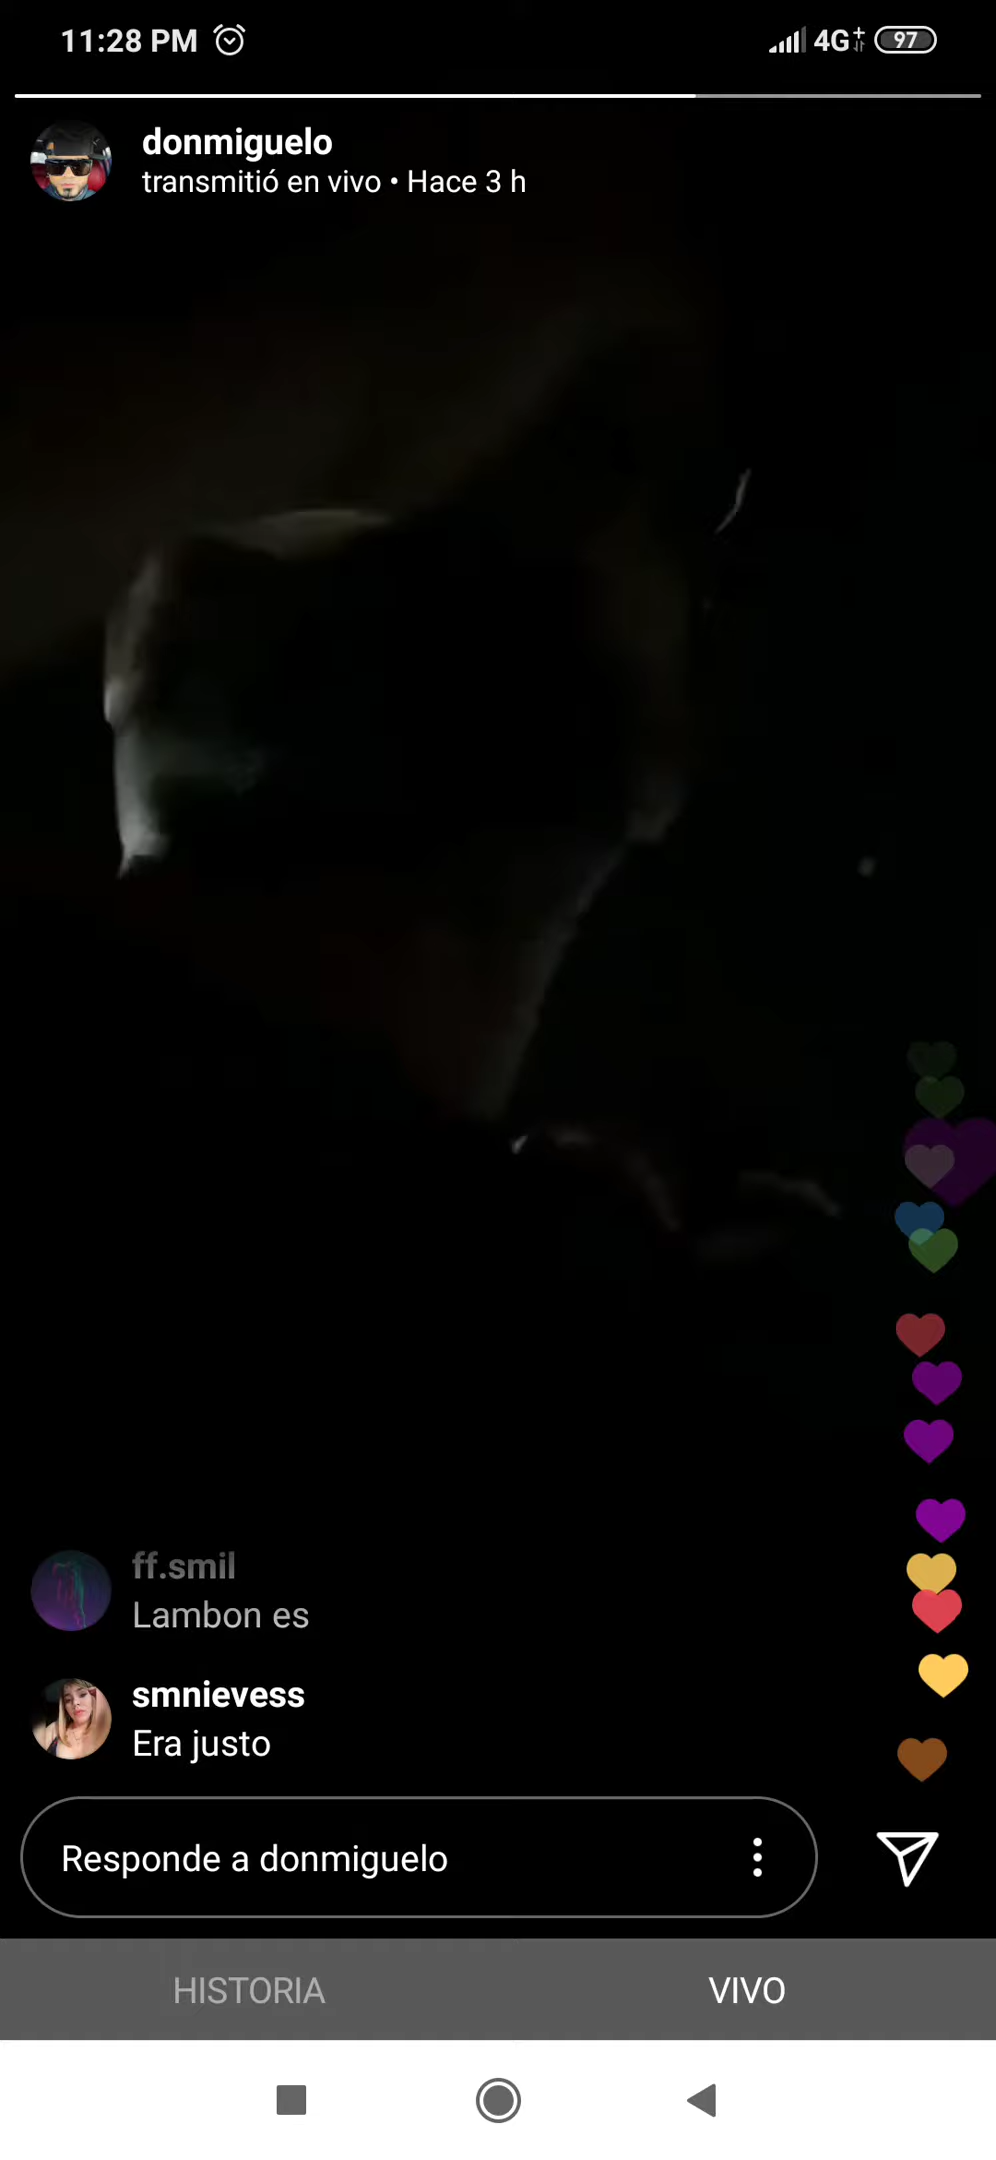 11:28 PM 4G+ 97
donmiguelo
transmitió en vivo • Hace 3 h
ff.smil
Lambon es
smnievess
Era justo
Responde a donmiguelo
HISTORIA VIVO